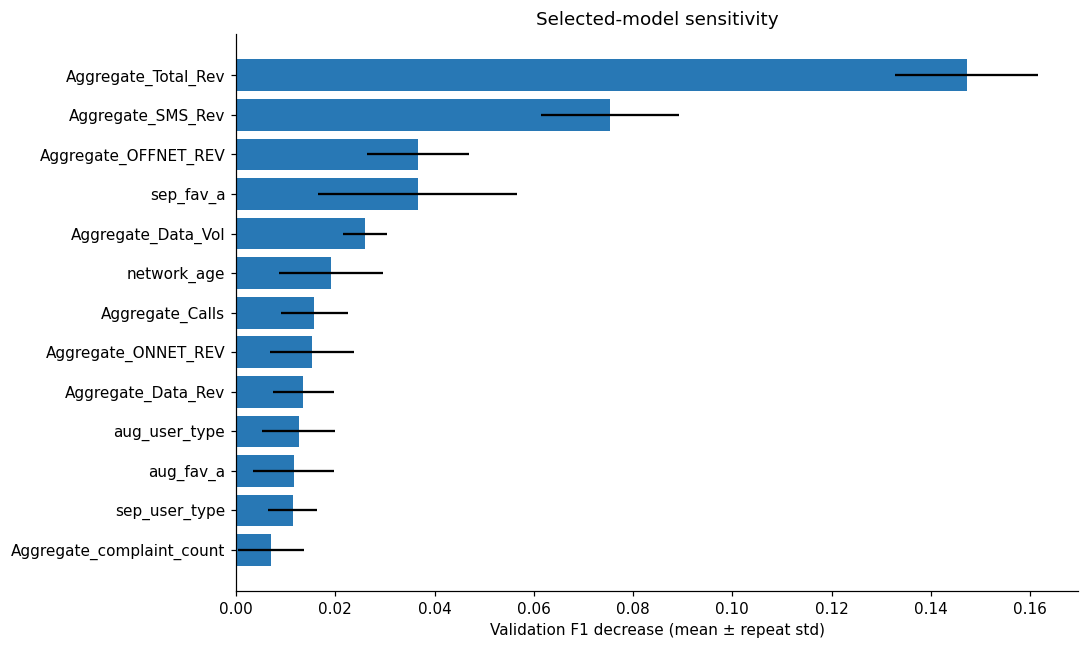 Selected-model sensitivity
Aggregate_Total_Rev
Aggregate_SMS_Rev
Aggregate_OFFNET_REV
sep_fav_a
Aggregate_Data_Vol
network_age
Aggregate_Calls
Aggregate_ONNET_REV
Aggregate_Data_Rev
aug_user_type
aug_fav_a
sep_user_type
Aggregate_complaint_count
0.00 0.02 0.04 0.06 0.08 0.10 0.12 0.14 0.16
Validation F1 decrease (mean ± repeat std)